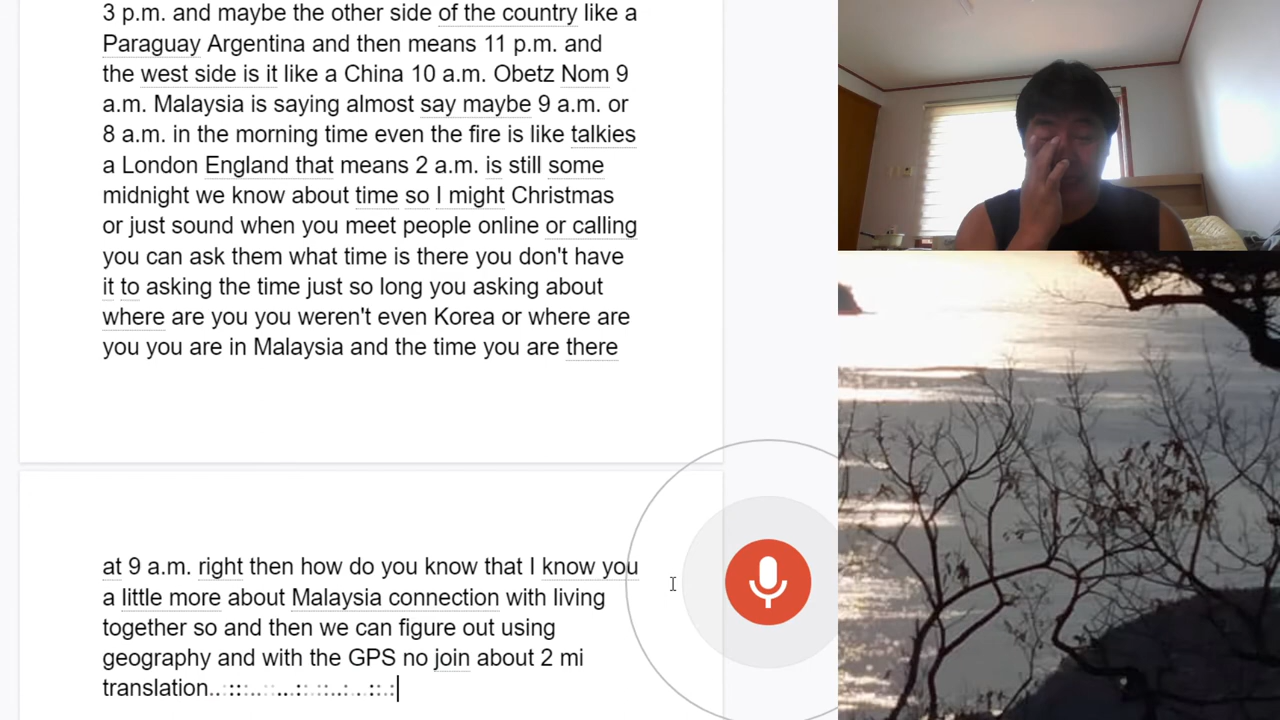 3 p.m. and maybe the other side of the country like a
Paraguay Argentina and then means 11 p.m. and
the west side is it like a China 10 a.m. Obetz Nom 9
a.m. Malaysia is saying almost say maybe 9 a.m. or
8 a.m. in the morning time even the fire is like talkies
a London England that means 2 a.m. is still some
midnight we know about time so I might Christmas
or just sound when you meet people online or calling
you can ask them what time is there you don't have
it to asking the time just so long you asking about
where are you you weren't even Korea or where are
you you are in Malaysia and the time you are there
at 9 a.m. right then how do you know that I know you
a little more about Malaysia connection with living
together so and then we can figure out using
geography and with the GPS no join about 2 mi
translation